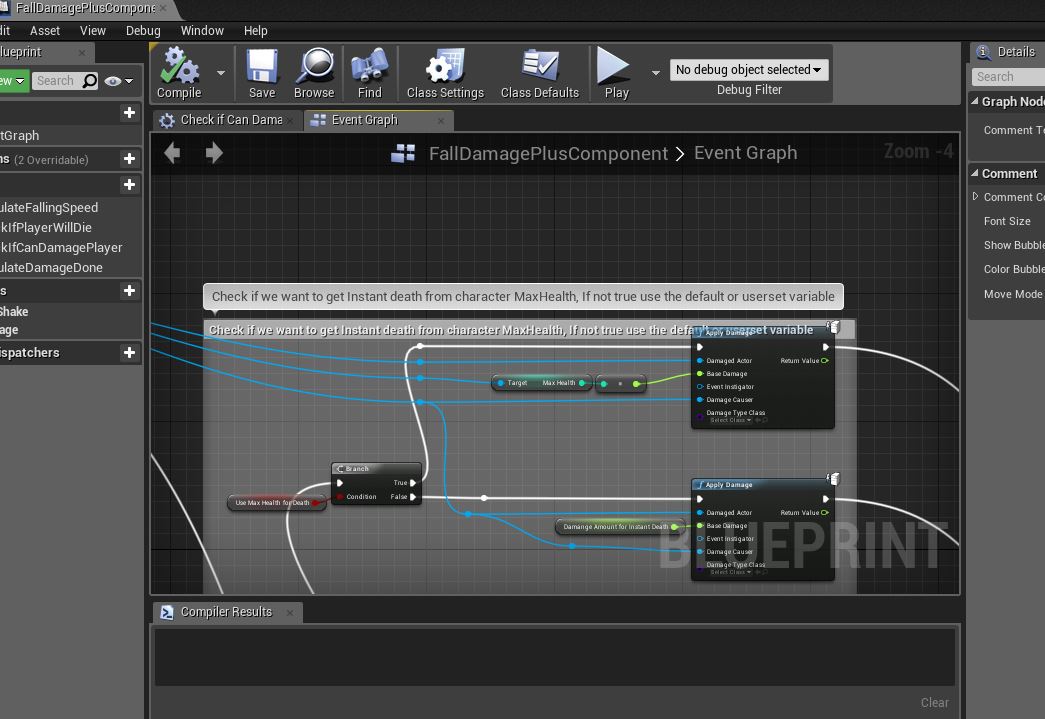 FallDamagePlusCompone
dit Asset View Debug Window Help
lueprint
ew Search
Compile Save Browse Find Class Settings Class Defaults Play
No debug object selected
Debug Filter
Details
Search
Graph Node
Comment Te
Comment
Comment Co
Font Size
Show Bubble
Color Bubble
Move Mode
tGraph
ns (2 Overridable)
ulateFallingSpeed
kIfPlayerWillDie
kIfCanDamagePlayer
ulateDamageDone
s
Shake
age
ispatchers
Check if Can Dama
Event Graph
FallDamagePlusComponent > Event Graph
Zoom -4
Check if we want to get Instant death from character MaxHealth, If not true use the default or userset variable
Check if we want to get Instant death from character MaxHealth, If not true use the default or userset variable
Apply Damage
Damaged Actor Return Value
Base Damage
Event Instigator
Damage Causer
Damage Type Class
Select Class
Target Max Health
Branch
True
Condition False
Use Max Health for Death
Damange Amount for Instant Death
Apply Damage
Damaged Actor Return Value
Base Damage
Event Instigator
Damage Causer
Damage Type Class
Select Class
BLUEPRINT
Compiler Results
Clear